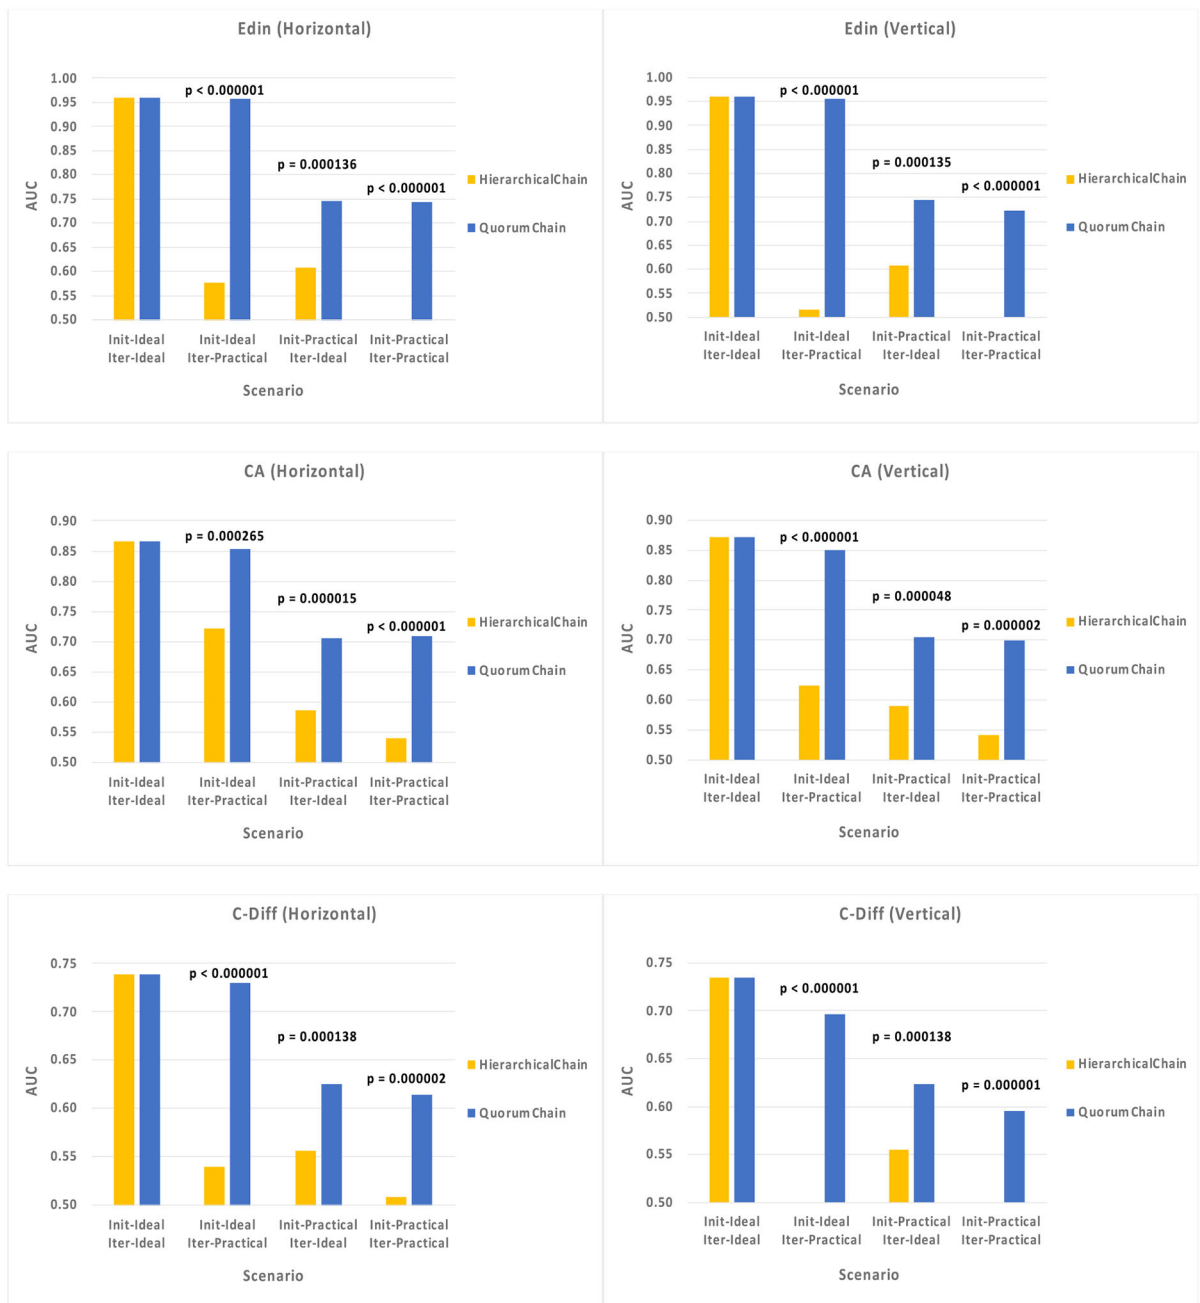 Edin (Horizontal)
1.00
0.95
0.90
0.85
0.80
0.75
0.70
0.65
0.60
0.55
0.50
AUC
p < 0.000001
p = 0.000136
p < 0.000001
HierarchicalChain
QuorumChain
Init-Ideal Init-Ideal Init-Practical Init-Practical
Iter-Ideal Iter-Practical Iter-Ideal Iter-Practical
Scenario
Edin (Vertical)
1.00
0.95
0.90
0.85
0.80
0.75
0.70
0.65
0.60
0.55
0.50
AUC
p < 0.000001
p = 0.000135
p < 0.000001
HierarchicalChain
QuorumChain
Init-Ideal Init-Ideal Init-Practical Init-Practical
Iter-Ideal Iter-Practical Iter-Ideal Iter-Practical
Scenario
CA (Horizontal)
0.90
0.85
0.80
0.75
0.70
0.65
0.60
0.55
0.50
AUC
p = 0.000265
p = 0.000015
p < 0.000001
HierarchicalChain
QuorumChain
Init-Ideal Init-Ideal Init-Practical Init-Practical
Iter-Ideal Iter-Practical Iter-Ideal Iter-Practical
Scenario
CA (Vertical)
0.90
0.85
0.80
0.75
0.70
0.65
0.60
0.55
0.50
AUC
p < 0.000001
p = 0.000048
p = 0.000002
HierarchicalChain
QuorumChain
Init-Ideal Init-Ideal Init-Practical Init-Practical
Iter-Ideal Iter-Practical Iter-Ideal Iter-Practical
Scenario
C-Diff (Horizontal)
0.75
0.70
0.65
0.60
0.55
0.50
AUC
p < 0.000001
p = 0.000138
p = 0.000002
HierarchicalChain
QuorumChain
Init-Ideal Init-Ideal Init-Practical Init-Practical
Iter-Ideal Iter-Practical Iter-Ideal Iter-Practical
Scenario
C-Diff (Vertical)
0.75
0.70
0.65
0.60
0.55
0.50
AUC
p < 0.000001
p = 0.000138
p = 0.000001
HierarchicalChain
QuorumChain
Init-Ideal Init-Ideal Init-Practical Init-Practical
Iter-Ideal Iter-Practical Iter-Ideal Iter-Practical
Scenario